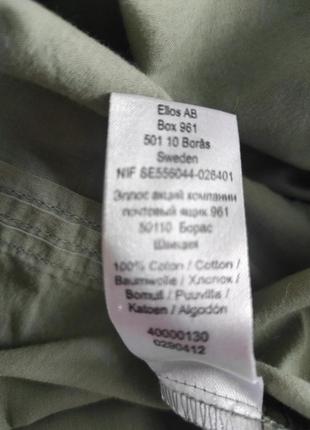 Ellos AB
Box 961
501 10 Borås
Sweden
NIF SE556044-026401
Эллос акций компании
почтовый ящик 961
50110 Борас
Швеция
100% Coton / Cotton /
Baumwolle / Хлопок /
Bomull / Puuvilla /
Katoen / Algodón
40000130
0290412